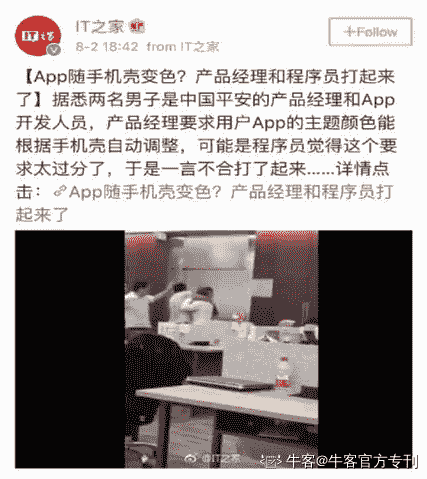 IT之家
8-2 18:42 from IT之家
+Follow
【App随手机壳变色？产品经理和程序员打起来
了】据悉两名男子是中国平安的产品经理和App
开发人员，产品经理要求用户App的主题颜色能
根据手机壳自动调整，可能是程序员觉得这个要
求太过分了，于是一言不合打了起来……详情点
击：App随手机壳变色？产品经理和程序员打
起来了
@IT之家
牛客@牛客官方专刊